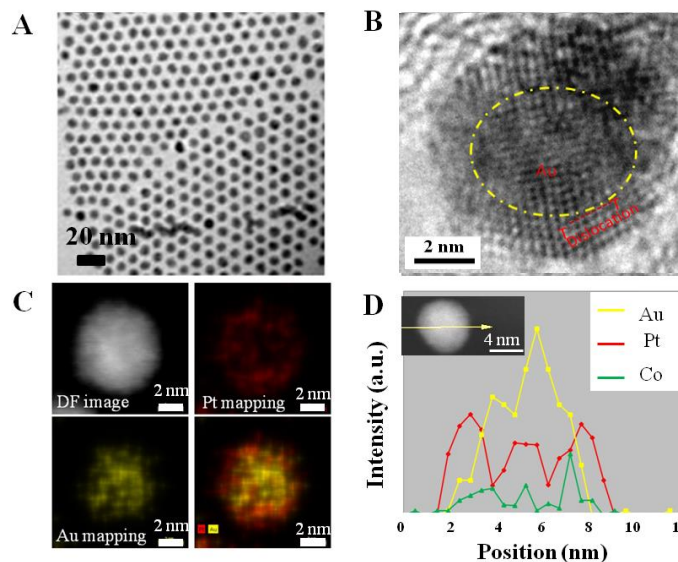 A
20 nm
B
Au
Dislocation
2 nm
C
DF image
2 nm
Pt mapping
2 nm
Au mapping
2 nm
2 nm
D
4 nm
Au
Pt
Co
Intensity (a.u.)
0 2 4 6 8 10 12
Position (nm)